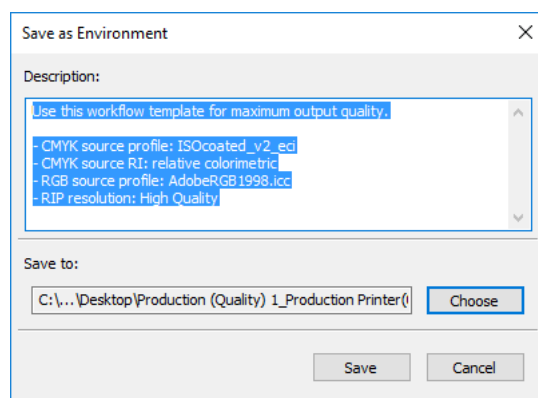 Save as Environment
Description:
Use this workflow template for maximum output quality.
- CMYK source profile: ISOcoated_v2_eci
- CMYK source RI: relative colorimetric
- RGB source profile: AdobeRGB1998.icc
- RIP resolution: High Quality
Save to:
C:\...\Desktop\Production (Quality) 1_Production Printer(
Choose
Save
Cancel